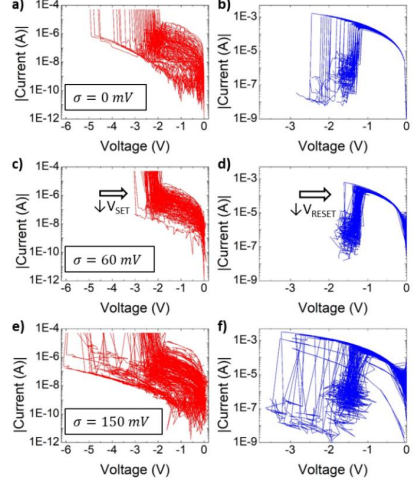 a)
|Current (A)|
1E-4
1E-6
1E-8
1E-10
1E-12
σ = 0 mV
-6 -5 -4 -3 -2 -1 0
Voltage (V)
b)
|Current (A)|
1E-3
1E-5
1E-7
1E-9
-3 -2 -1 0
Voltage (V)
c)
|Current (A)|
1E-4
1E-6
1E-8
1E-10
1E-12
↓ VSET
σ = 60 mV
-6 -5 -4 -3 -2 -1 0
Voltage (V)
d)
|Current (A)|
1E-3
1E-5
1E-7
1E-9
↓ VRESET
-3 -2 -1 0
Voltage (V)
e)
|Current (A)|
1E-4
1E-6
1E-8
1E-10
1E-12
σ = 150 mV
-6 -5 -4 -3 -2 -1 0
Voltage (V)
f)
|Current (A)|
1E-3
1E-5
1E-7
1E-9
-3 -2 -1 0
Voltage (V)